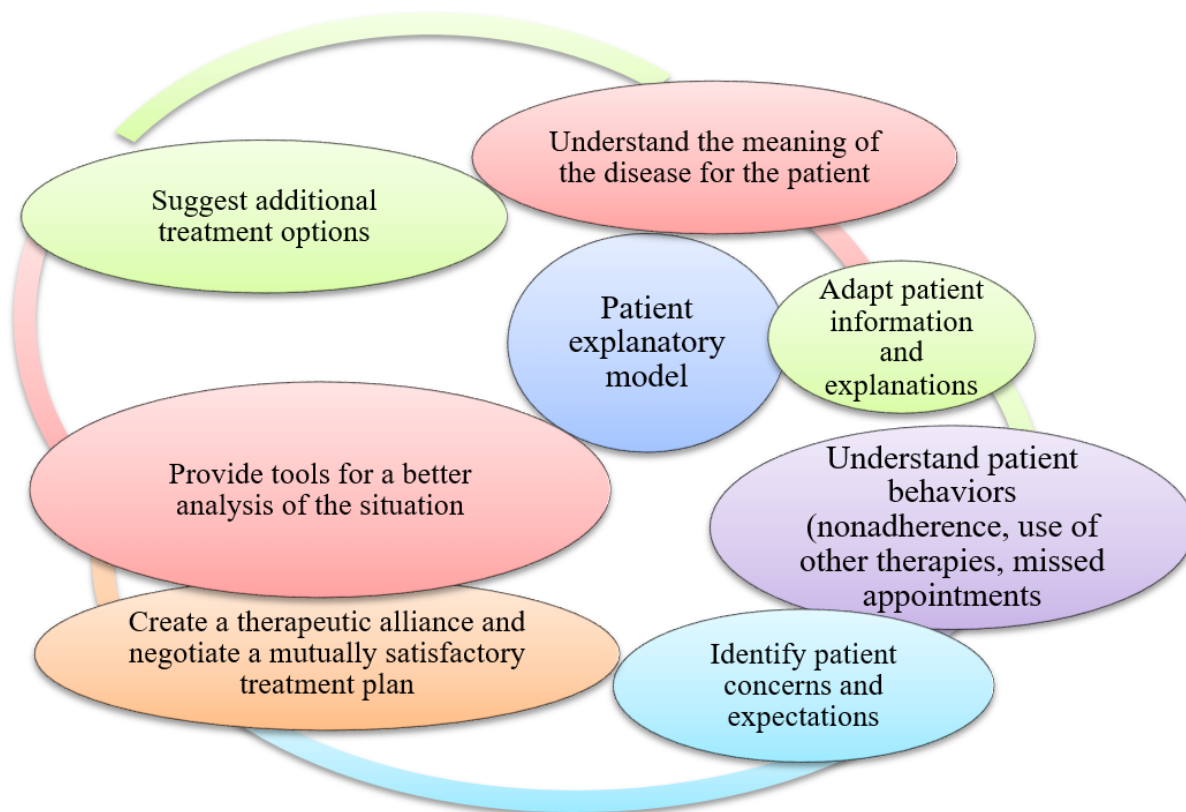 Understand the meaning of
the disease for the patient
Suggest additional
treatment options
Patient
explanatory
model
Adapt patient
information
and
explanations
Understand patient
behaviors
(nonadherence, use of
other therapies, missed
appointments
Provide tools for a better
analysis of the situation
Create a therapeutic alliance and
negotiate a mutually satisfactory
treatment plan
Identify patient
concerns and
expectations